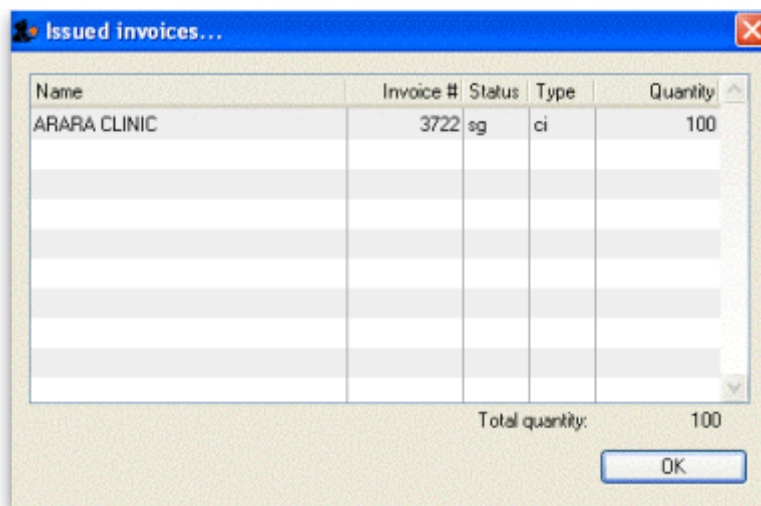 Issued invoices...
Name Invoice # Status Type Quantity
ARARA CLINIC 3722 sg ci 100
Total quantity: 100
OK